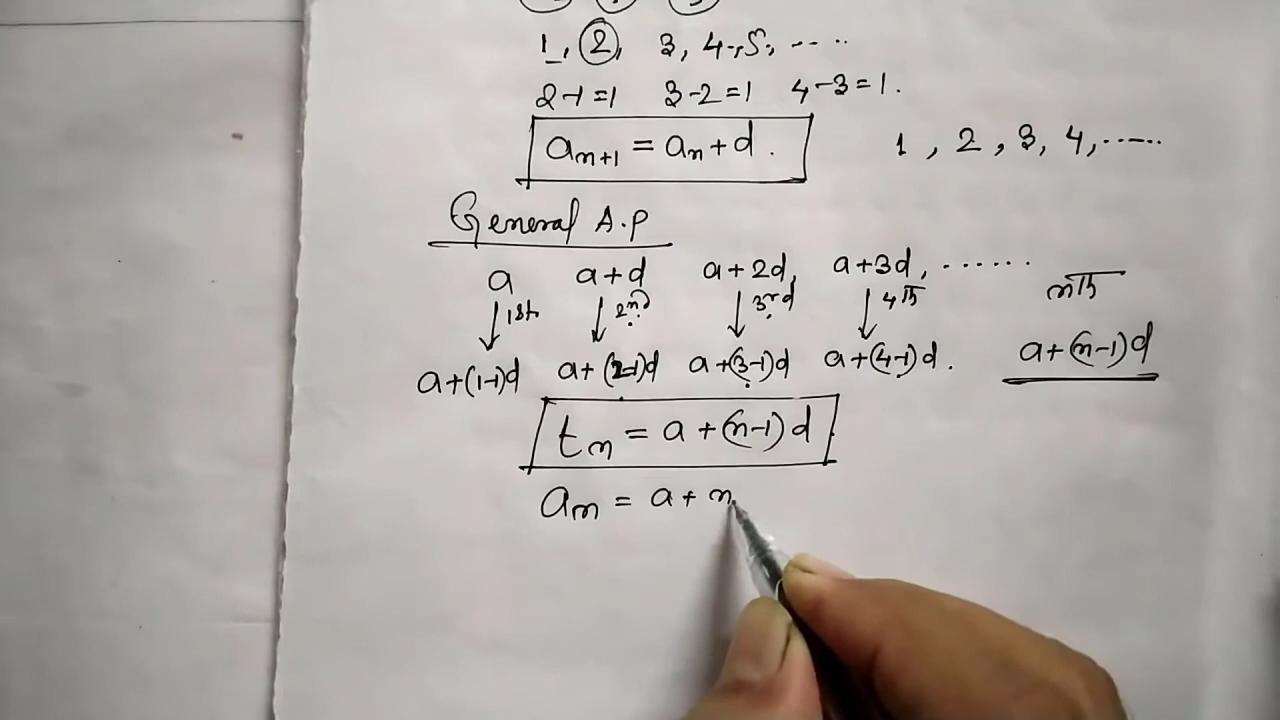 1, 2, 3, 4, 5, ....
2-1=1 3-2=1 4-3=1.
aₙ₊₁ = aₙ + d.
1, 2, 3, 4, ......
General A.P
a a+d a+2d, a+3d, ......
1st 2nd 3rd 4th nth
a+(1-1)d a+(2-1)d a+(3-1)d a+(4-1)d. a+(n-1)d
tₙ = a+(n-1)d
aₙ = a+n